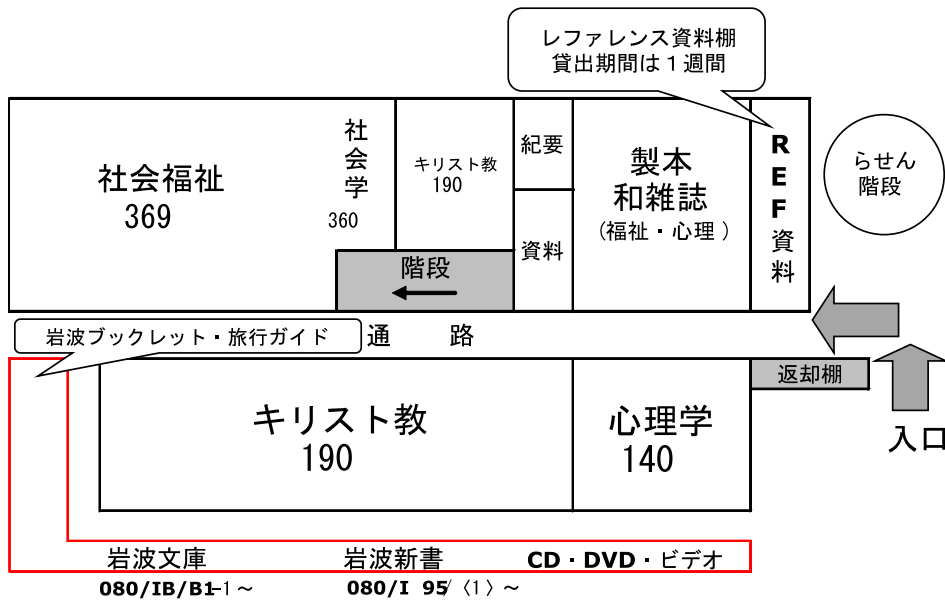 レファレンス資料棚
貸出期間は１週間
社会福祉
369
社会学
360
キリスト教
190
紀要
資料
製本
和雑誌
(福祉・心理)
REF資料
らせん
階段
階段
岩波ブックレット・旅行ガイド
通　路
返却棚
入口
キリスト教
190
心理学
140
岩波文庫
080/IB/B1-1～
岩波新書
080/I 95/〈1〉～
CD・DVD・ビデオ